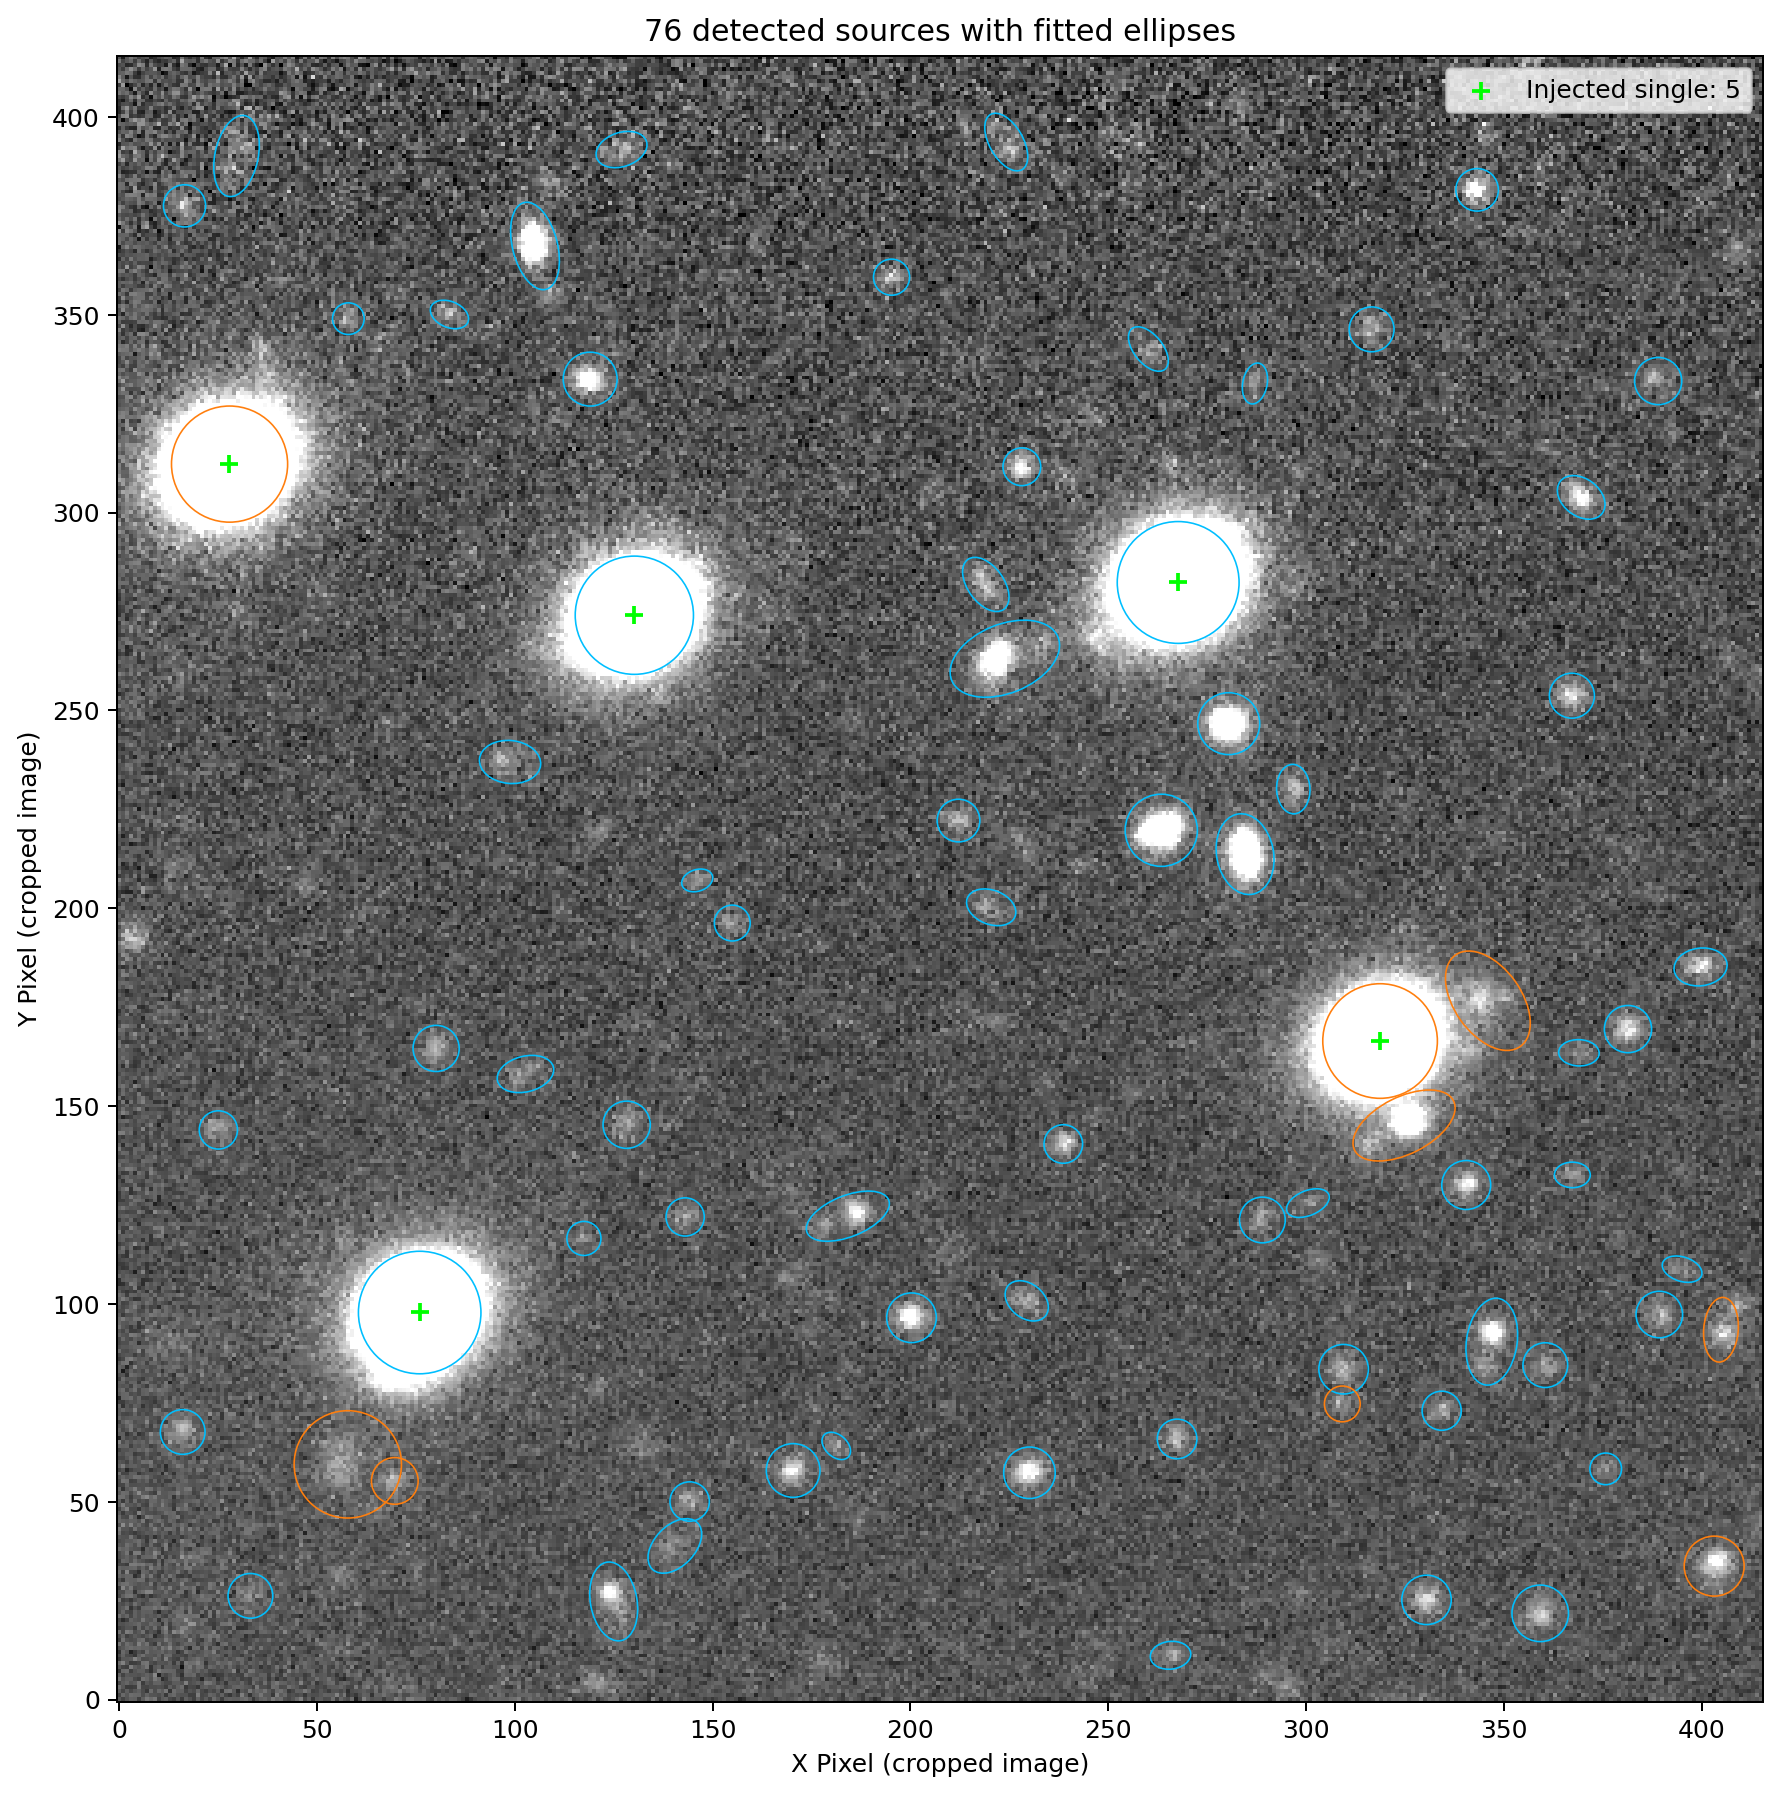 76 detected sources with fitted ellipses
Injected single: 5
Y Pixel (cropped image)
400
350
300
250
200
150
100
50
0
0 50 100 150 200 250 300 350 400
X Pixel (cropped image)